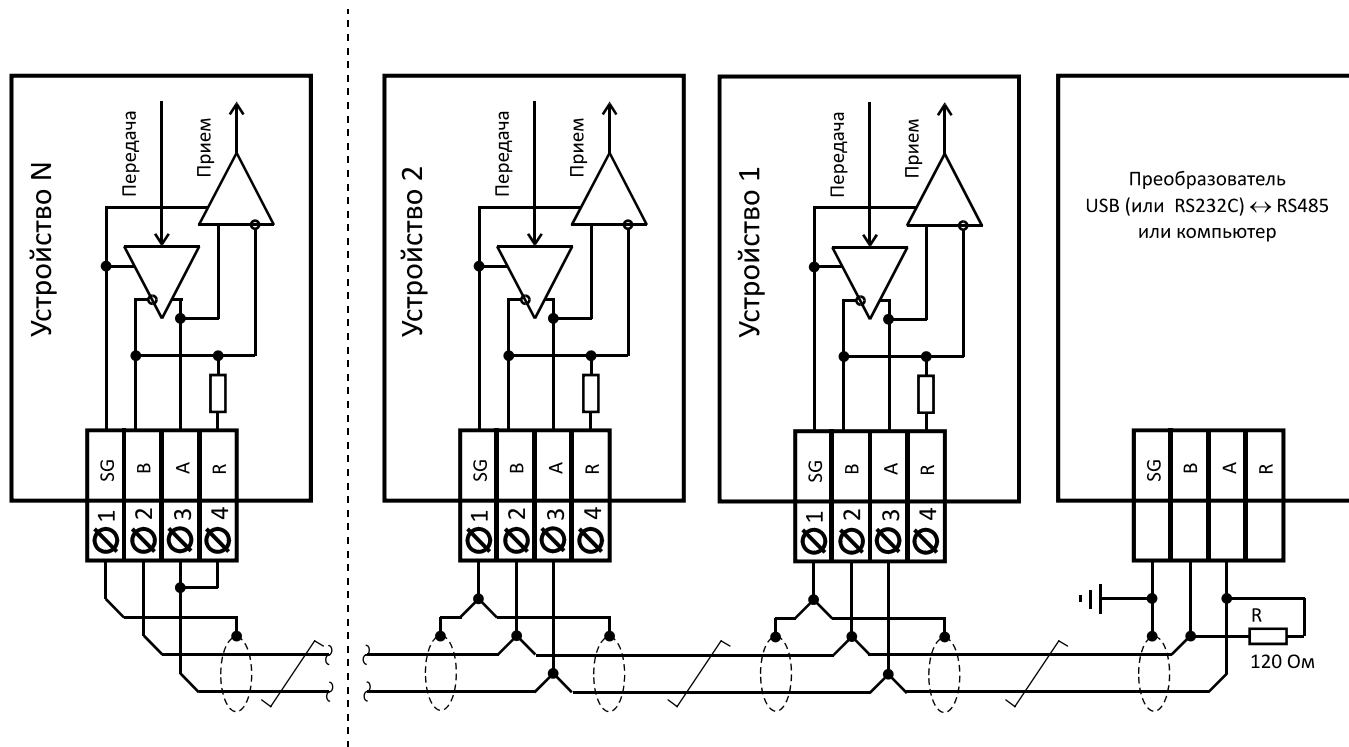 Устройство N
Передача
Прием
SG
B
A
R
1
2
3
4
Устройство 2
Передача
Прием
SG
B
A
R
1
2
3
4
Устройство 1
Передача
Прием
SG
B
A
R
1
2
3
4
Преобразователь
USB (или RS232C) ↔ RS485
или компьютер
SG
B
A
R
R
120 Ом